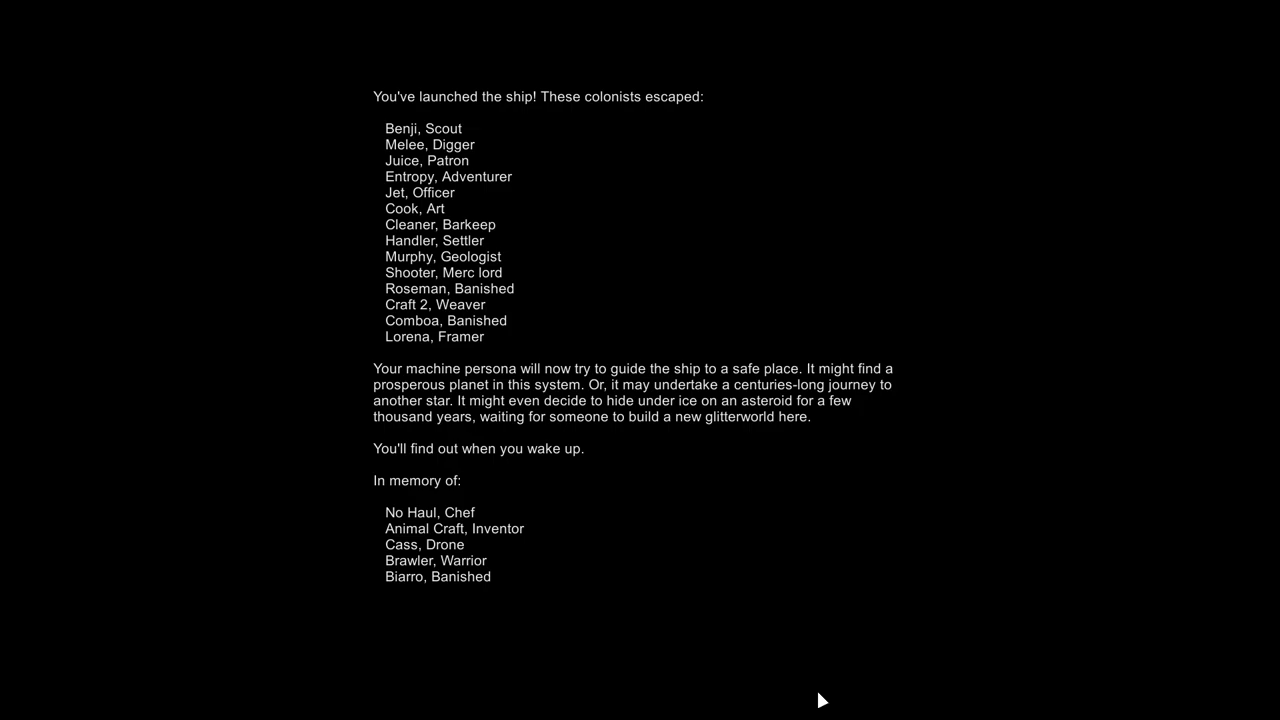 You've launched the ship! These colonists escaped:
Benji, Scout
Melee, Digger
Juice, Patron
Entropy, Adventurer
Jet, Officer
Cook, Art
Cleaner, Barkeep
Handler, Settler
Murphy, Geologist
Shooter, Merc lord
Roseman, Banished
Craft 2, Weaver
Comboa, Banished
Lorena, Framer
Your machine persona will now try to guide the ship to a safe place. It might find a
prosperous planet in this system. Or, it may undertake a centuries-long journey to
another star. It might even decide to hide under ice on an asteroid for a few
thousand years, waiting for someone to build a new glitterworld here.
You'll find out when you wake up.
In memory of:
No Haul, Chef
Animal Craft, Inventor
Cass, Drone
Brawler, Warrior
Biarro, Banished